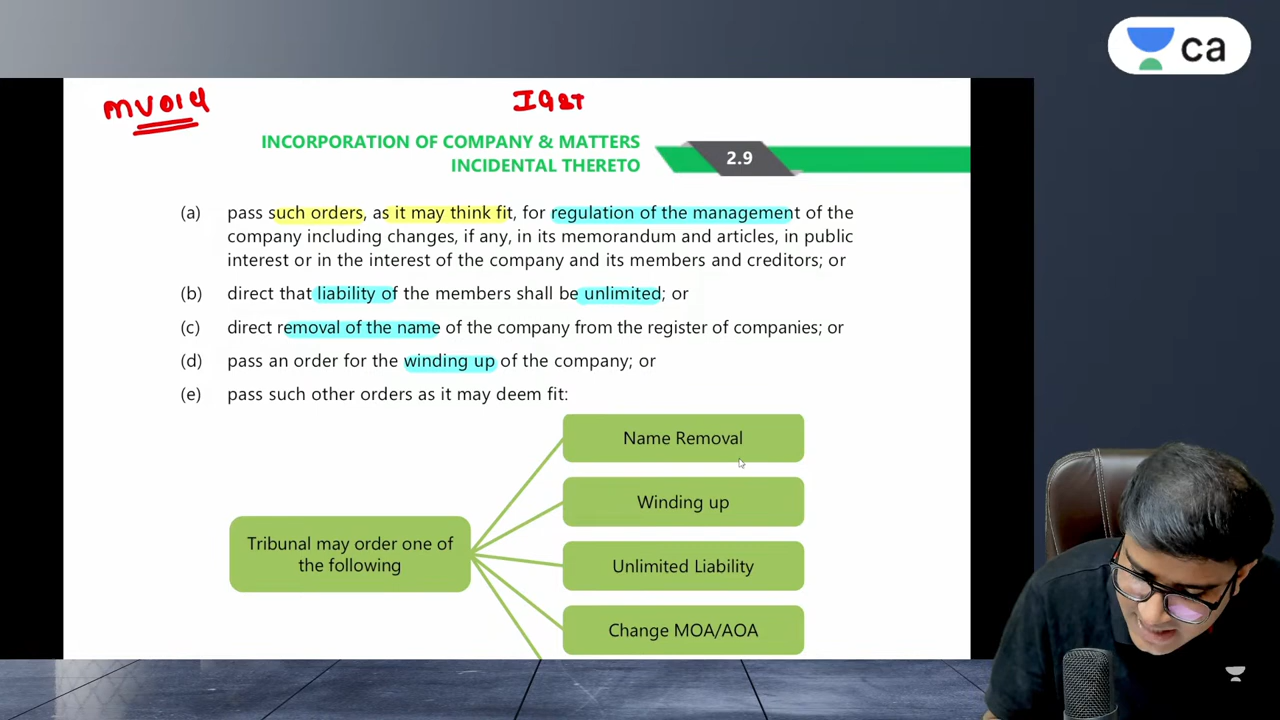 ca
MVOID
INCORPORATION OF COMPANY & MATTERS
INCIDENTAL THERETO
2.9
(a) pass such orders, as it may think fit, for regulation of the management of the
company including changes, if any, in its memorandum and articles, in public
interest or in the interest of the company and its members and creditors; or
(b) direct that liability of the members shall be unlimited; or
(c) direct removal of the name of the company from the register of companies; or
(d) pass an order for the winding up of the company; or
(e) pass such other orders as it may deem fit:
Name Removal
Winding up
Tribunal may order one of
the following
Unlimited Liability
Change MOA/AOA